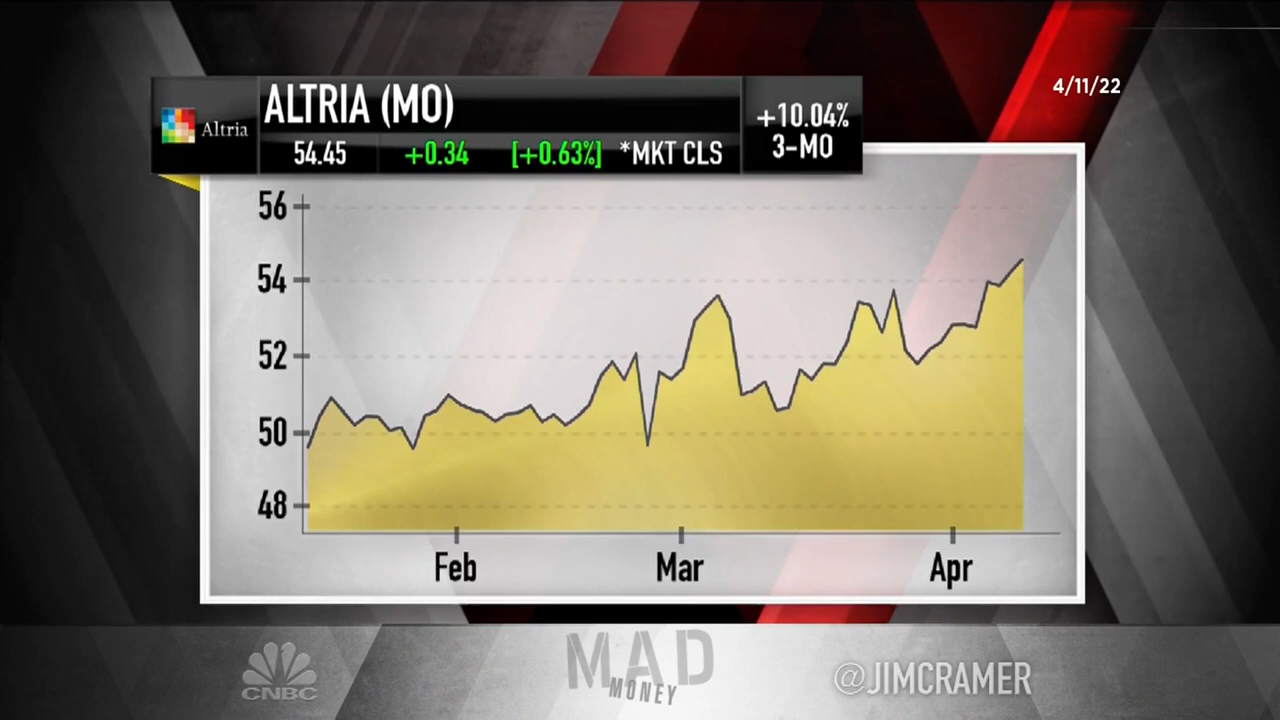 4/11/22
Altria
ALTRIA (MO)
54.45 +0.34 [+0.63%] *MKT CLS
+10.04%
3-MO
56
54
52
50
48
Feb Mar Apr
CNBC
MAD
MONEY
@JIMCRAMER